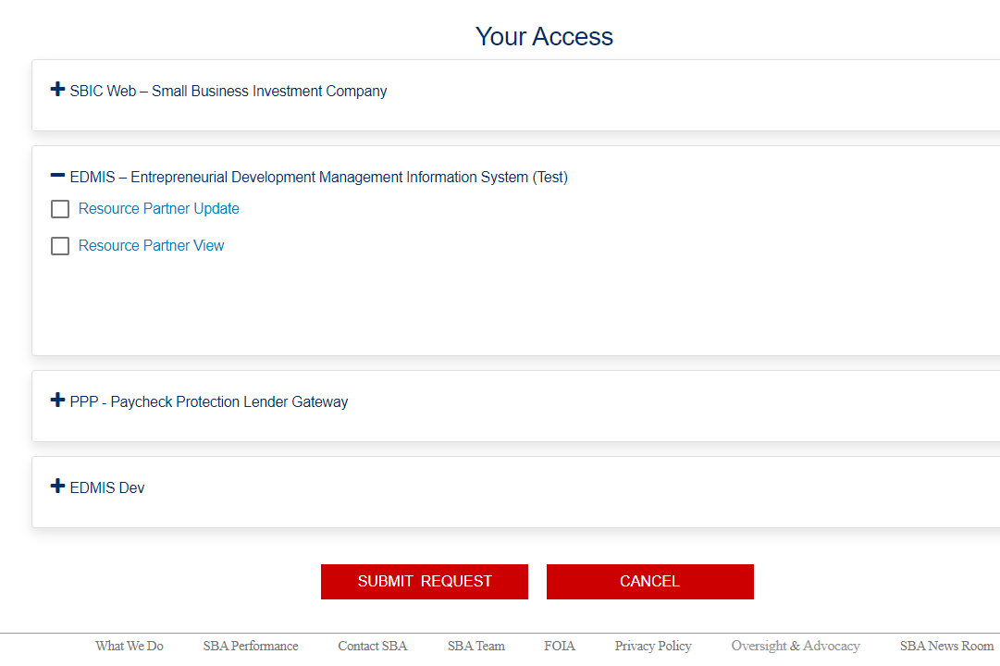 Your Access
SBIC Web – Small Business Investment Company
EDMIS – Entrepreneurial Development Management Information System (Test)
Resource Partner Update
Resource Partner View
PPP - Paycheck Protection Lender Gateway
EDMIS Dev
SUBMIT REQUEST CANCEL
What We Do SBA Performance Contact SBA SBA Team FOIA Privacy Policy Oversight & Advocacy SBA News Room